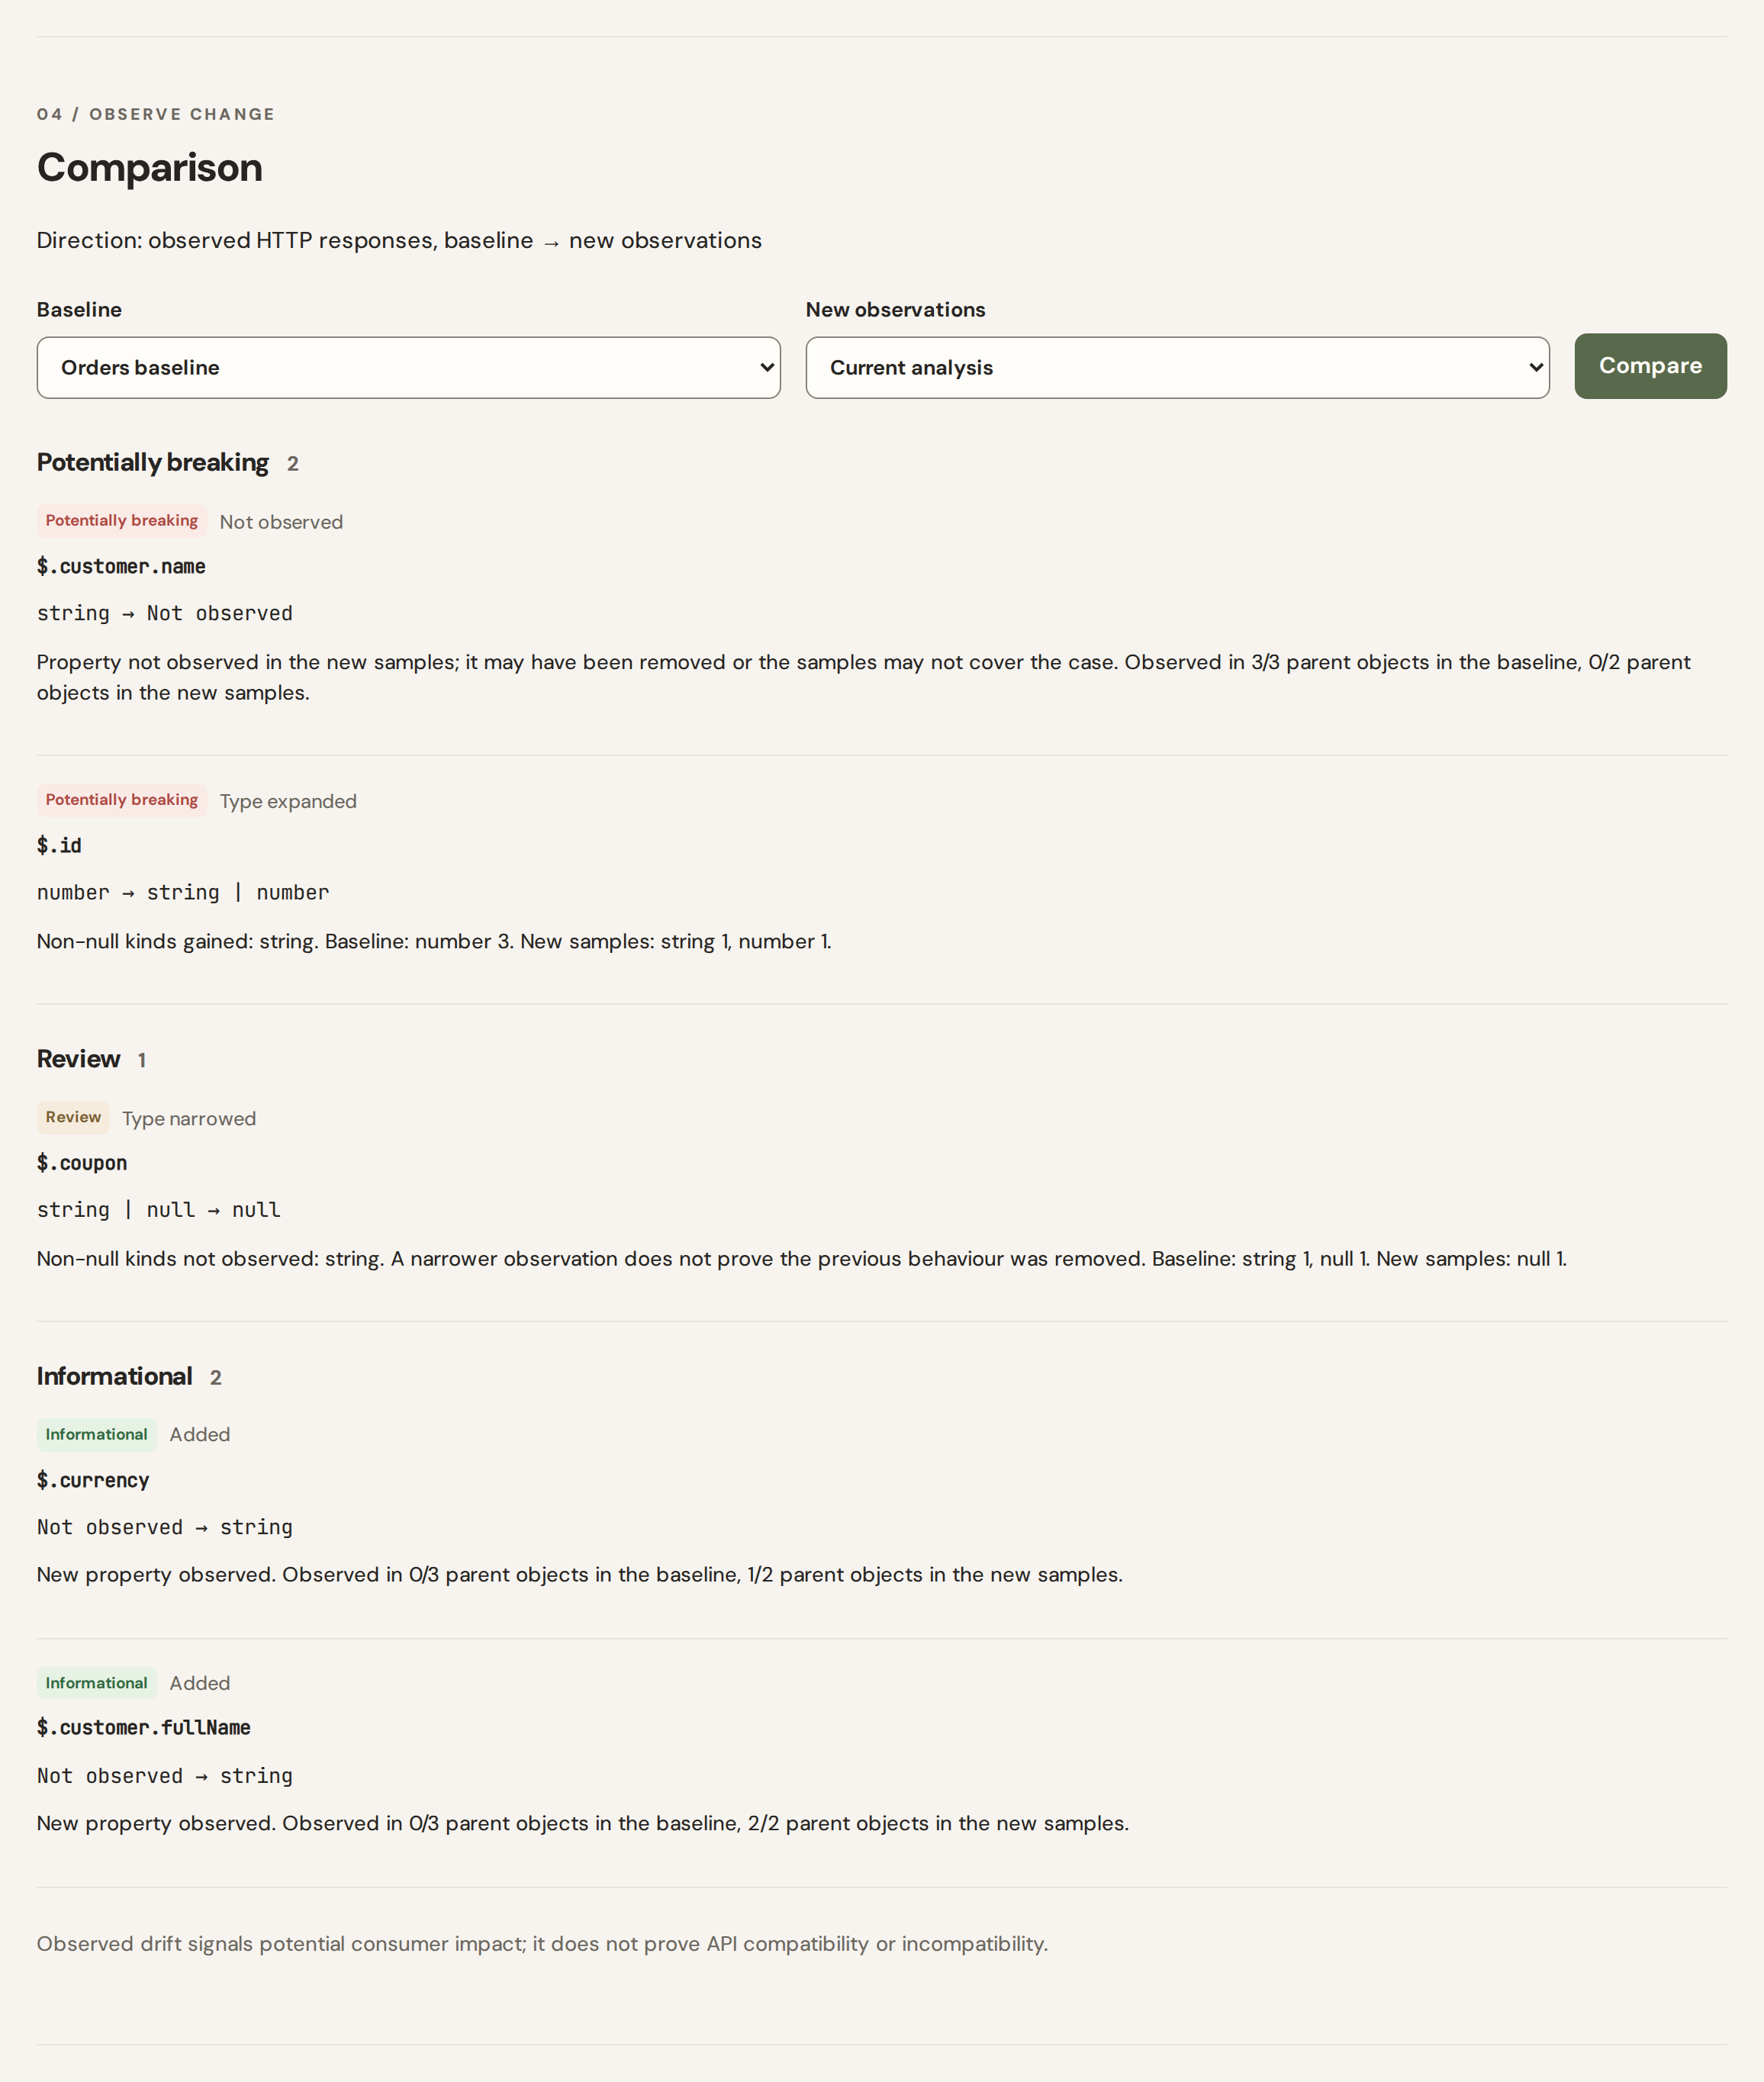 04 / OBSERVE CHANGE
Comparison
Direction: observed HTTP responses, baseline → new observations
Baseline
New observations
Orders baseline
Current analysis
Compare
Potentially breaking 2
Potentially breaking Not observed
$.customer.name
string → Not observed
Property not observed in the new samples; it may have been removed or the samples may not cover the case. Observed in 3/3 parent objects in the baseline, 0/2 parent
objects in the new samples.
Potentially breaking Type expanded
$.id
number → string | number
Non-null kinds gained: string. Baseline: number 3. New samples: string 1, number 1.
Review 1
Review Type narrowed
$.coupon
string | null → null
Non-null kinds not observed: string. A narrower observation does not prove the previous behaviour was removed. Baseline: string 1, null 1. New samples: null 1.
Informational 2
Informational Added
$.currency
Not observed → string
New property observed. Observed in 0/3 parent objects in the baseline, 1/2 parent objects in the new samples.
Informational Added
$.customer.fullName
Not observed → string
New property observed. Observed in 0/3 parent objects in the baseline, 2/2 parent objects in the new samples.
Observed drift signals potential consumer impact; it does not prove API compatibility or incompatibility.